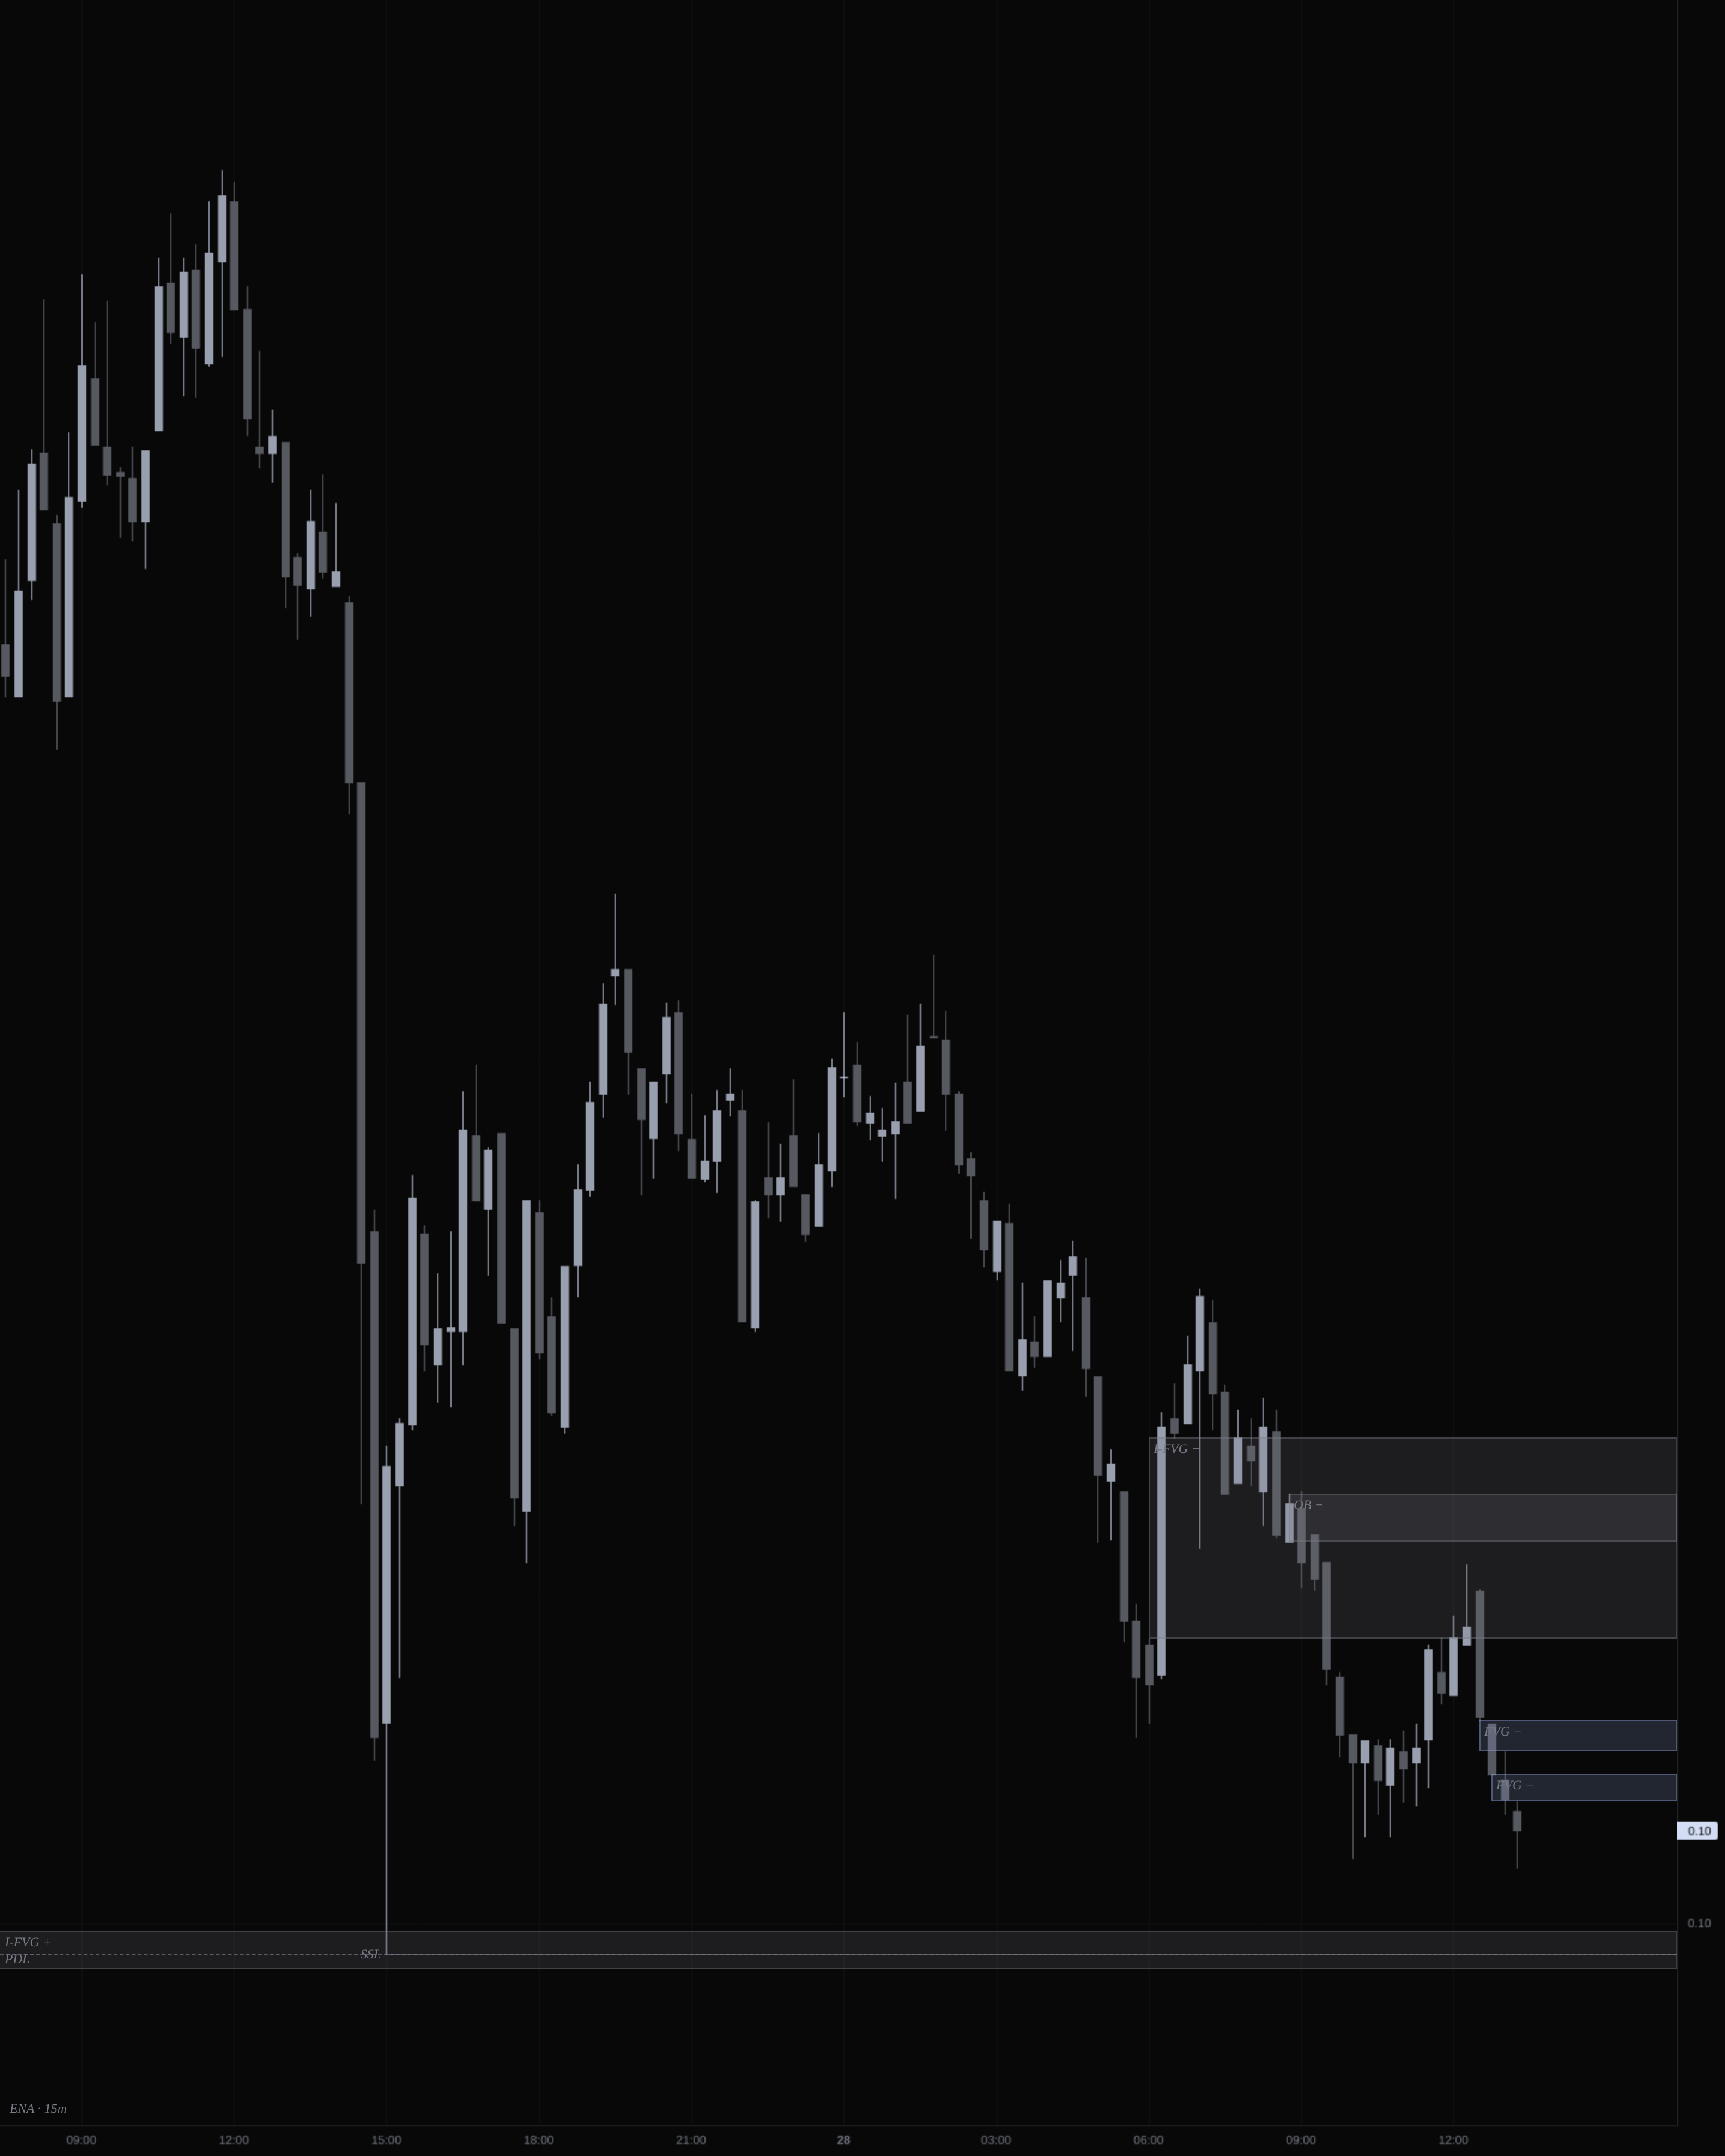 I-FVG −
OB −
FVG −
FVG −
0.10
0.10
I-FVG +
SSL
PDL
ENA · 15m
09:00 12:00 15:00 18:00 21:00 28 03:00 06:00 09:00 12:00